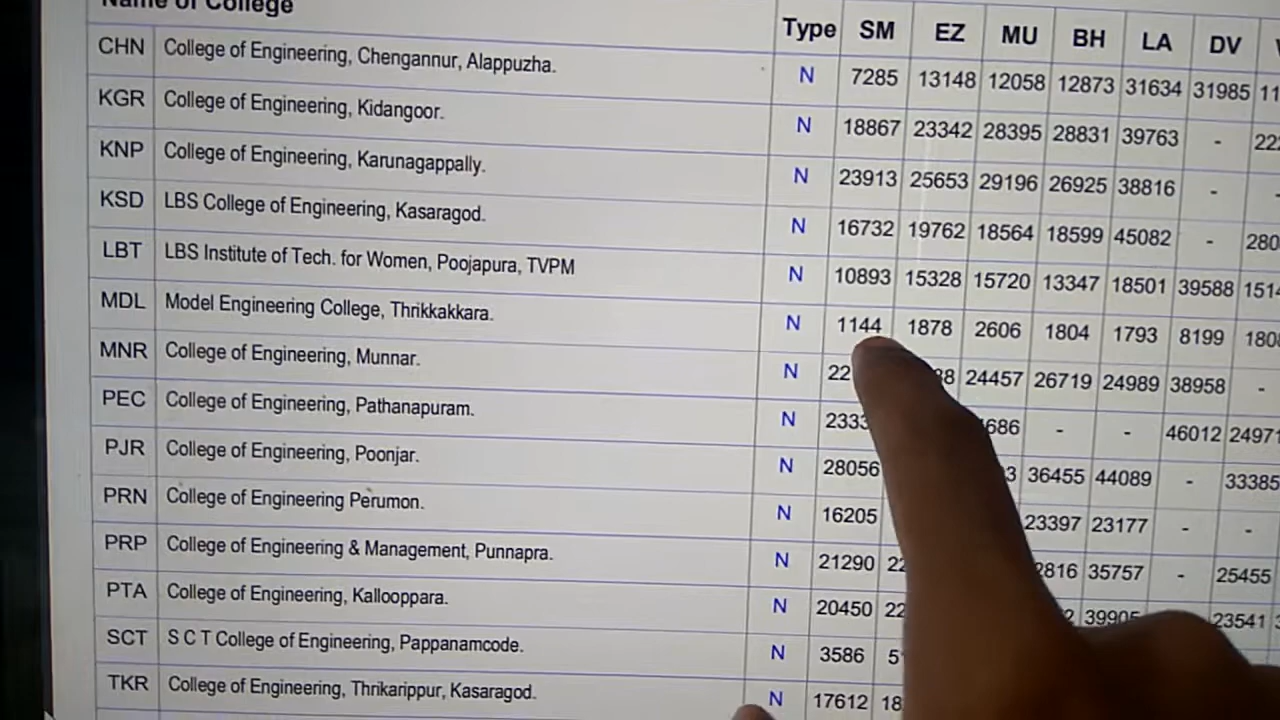 Name of College Type SM EZ MU BH LA DV
CHN College of Engineering, Chengannur, Alappuzha. N 7285 13148 12058 12873 31634 31985
KGR College of Engineering, Kidangoor. N 18867 23342 28395 28831 39763 -
KNP College of Engineering, Karunagappally. N 23913 25653 29196 26925 38816 - -
KSD LBS College of Engineering, Kasaragod. N 16732 19762 18564 18599 45082 -
LBT LBS Institute of Tech. for Women, Poojapura, TVPM N 10893 15328 15720 13347 18501 39588
MDL Model Engineering College, Thrikkakkara. N 1144 1878 2606 1804 1793 8199
MNR College of Engineering, Munnar. N 24457 26719 24989 38958 -
PEC College of Engineering, Pathanapuram. N - - 46012 24971
PJR College of Engineering, Poonjar. N 28056 36455 44089 - 33385
PRN College of Engineering Perumon. N 16205 23397 23177 - -
PRP College of Engineering & Management, Punnapra. N 21290 35757 - 25455
PTA College of Engineering, Kallooppara. N 20450 39905 23541
SCT S C T College of Engineering, Pappanamcode. N 3586
TKR College of Engineering, Thrikarippur, Kasaragod. N 17612